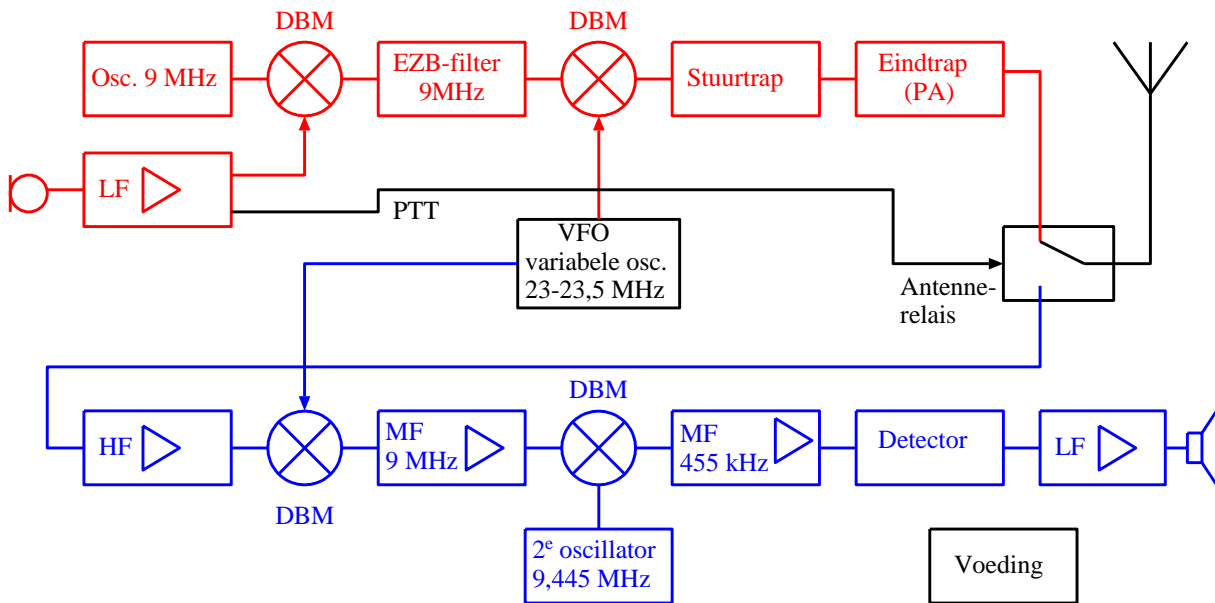 DBM
DBM
Osc. 9 MHz
EZB-filter
9MHz
Stuurtrap
Eindtrap
(PA)
LF
PTT
VFO
variabele osc.
23-23,5 MHz
Antenne-
relais
DBM
HF
MF
9 MHz
MF
455 kHz
Detector
LF
DBM
2e oscillator
9,445 MHz
Voeding